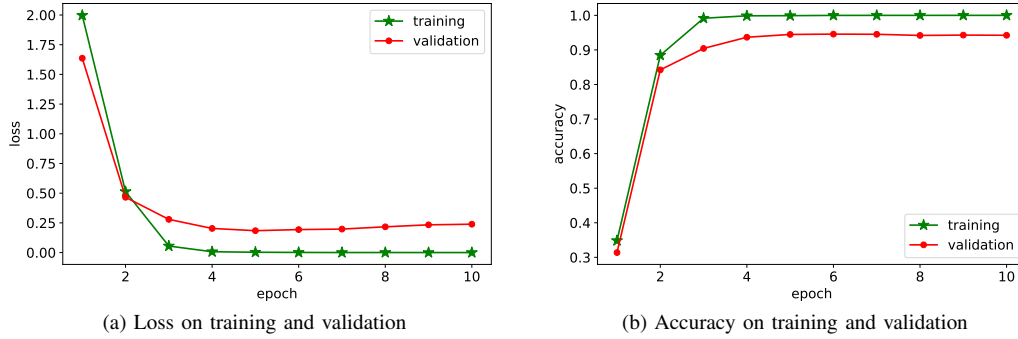 2.00
1.75
1.50
1.25
1.00
0.75
0.50
0.25
0.00
loss
training
validation
2 4 6 8 10
epoch
(a) Loss on training and validation
1.0
0.9
0.8
0.7
0.6
0.5
0.4
0.3
accuracy
training
validation
2 4 6 8 10
epoch
(b) Accuracy on training and validation